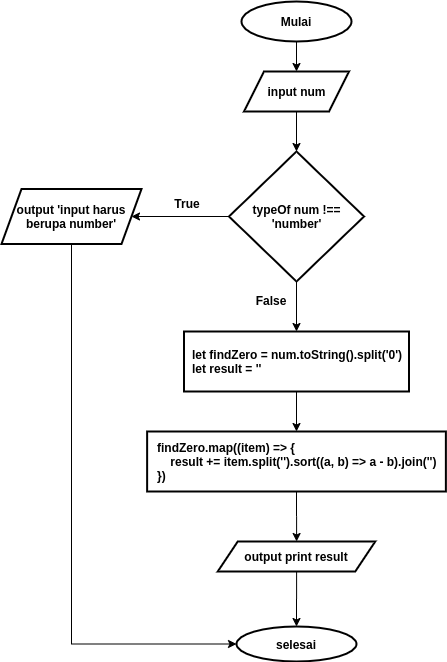 Mulai
input num
typeOf num !==
'number'
True
output 'input harus
berupa number'
False
let findZero = num.toString().split('0')
let result = ''
findZero.map((item) => {
result += item.split('').sort((a, b) => a - b).join('')
})
output print result
selesai